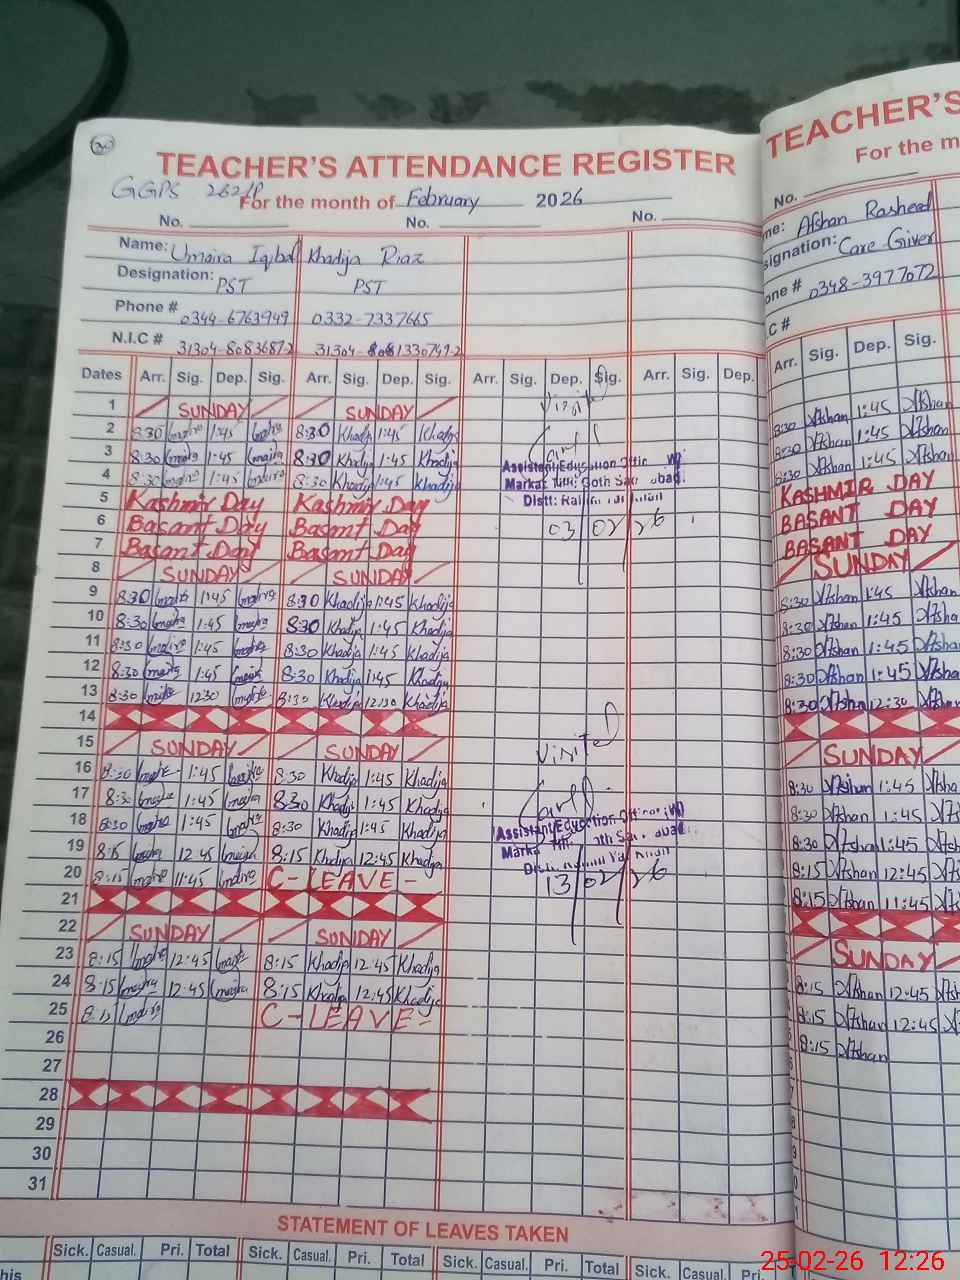 20
TEACHER'S ATTENDANCE REGISTER
GGPS 262/P For the month of February 2026
No. No. No.
Name: Umaira Iqbal Khadija Riaz
Designation: PST PST
Phone # 0344-6763949 0332-7337665
N.I.C # 31304-8083687-2
Dates Arr. Sig. Dep. Sig. Arr. Sig. Dep. Sig. Arr. Sig. Dep. Sig. Arr. Sig. Dep.
1 SUNDAY SUNDAY
2 8:30 1:45 8:30 Khadija 1:45 Khadija
3 8:30 1:45 8:30 Khadija 1:45 Khadija
4 8:30 1:45 8:30 Khadija 1:45 Khadija
5 Kashmir Day Kashmir Day
6 Basant Day Basant Day
7 Basant Day Basant Day
8 SUNDAY SUNDAY
9 8:30 1:45 8:30 Khadija 1:45 Khadija
10 8:30 1:45 8:30 Khadija 1:45 Khadija
11 8:30 1:45 8:30 Khadija 1:45 Khadija
12 8:30 1:45 8:30 Khadija 1:45 Khadija
13 8:30 12:30 8:30 Khadija 12:30 Khadija
14
15 SUNDAY SUNDAY
16 8:30 1:45 8:30 Khadija 1:45 Khadija
17 8:30 1:45 8:30 Khadija 1:45 Khadija
18 8:30 1:45 8:30 Khadija 1:45 Khadija
19 8:15 12:45 8:15 Khadija 12:45 Khadija
20 8:15 11:45 C-LEAVE-
21
22 SUNDAY SUNDAY
23 8:15 12:45 8:15 Khadija 12:45 Khadija
24 8:15 12:45 8:15 Khadija 12:45 Khadija
25 8:15 C-LEAVE-
26
27
28
29
30
31
Visited
Assistant Education
03/02/26
Visited
Assistant Education
13/02/26
STATEMENT OF LEAVES TAKEN
Sick. Casual. Pri. Total Sick. Casual. Pri. Total Sick. Casual. Pri. Total Sick. Casual. Pri.
TEACHER'S
For the m
No.
me: Afshan Rasheed
signation: Care Giver
one # 0348-3977072
C #
Arr. Sig. Dep. Sig.
8:30 Afshan 1:45 Afshan
8:30 Afshan 1:45 Afshan
8:30 Afshan 1:45 Afshan
KASHMIR DAY
BASANT DAY
BASANT DAY
SUNDAY
8:30 Afshan 1:45 Afshan
8:30 Afshan 1:45 Afshan
8:30 Afshan 1:45 Afshan
8:30 Afshan 1:45 Afshan
8:30 Afshan 12:30 Afshan
SUNDAY
8:30 Afshan 1:45 Afsha
8:30 Afshan 1:45 Afsh
8:30 Afshan 1:45 Afsh
8:15 Afshan 12:45 Afsh
8:15 Afshan 11:45 Afsh
SUNDAY
8:15 Afshan 12:45 Afsh
8:15 Afshan 12:45 Afsh
8:15 Afshan
25-02-26 12:26